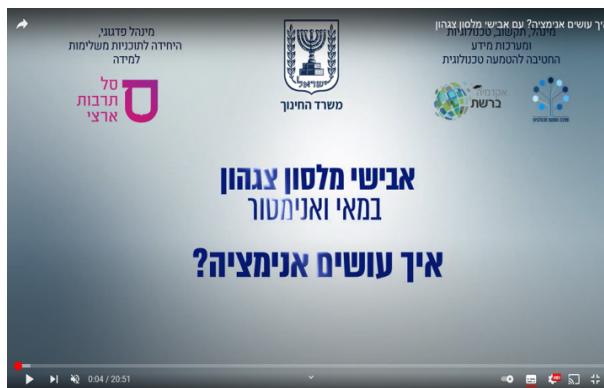 איך עושים אנימציה? עם אבישי מלסון צגהון
מינהל, תקשוב, טכנולוגיות
ומערכות מידע
החטיבה להטמעה טכנולוגית
אקדמיה
ברשת
משרד החינוך
מינהל פדגוגי,
היחידה לתוכניות משלימות
למידה
סל
תרבות
ארצי
אבישי מלסון צגהון
במאי ואנימטור
איך עושים אנימציה?
0:04 / 20:51